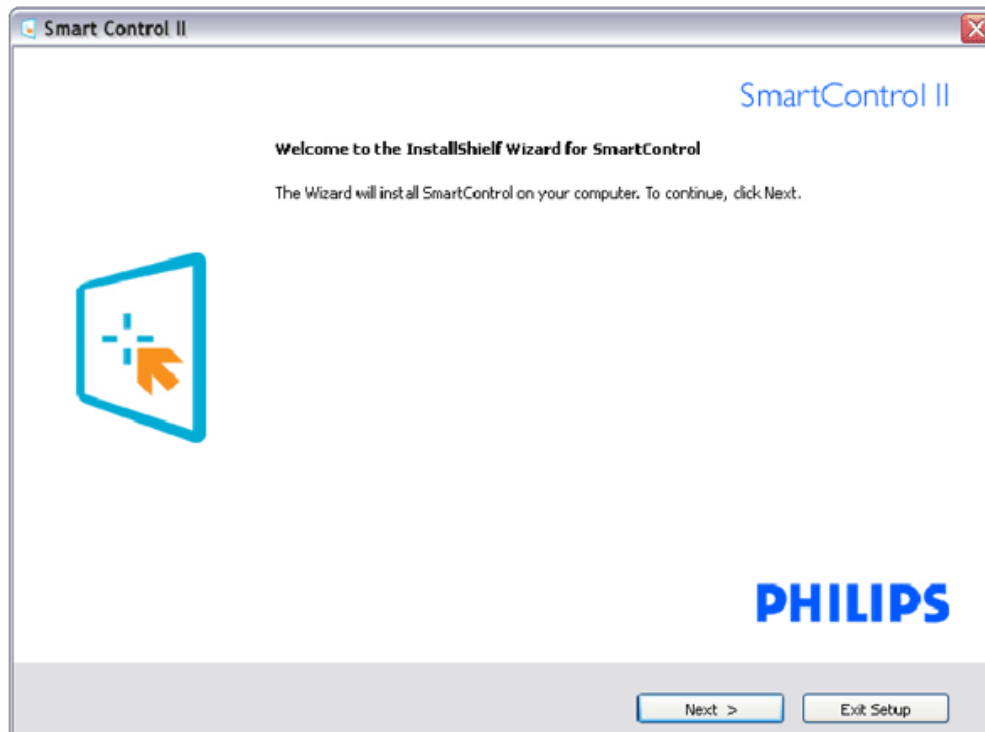 Smart Control II
SmartControl II
Welcome to the InstallShield Wizard for SmartControl
The Wizard will install SmartControl on your computer. To continue, click Next.
PHILIPS
Next >
Exit Setup